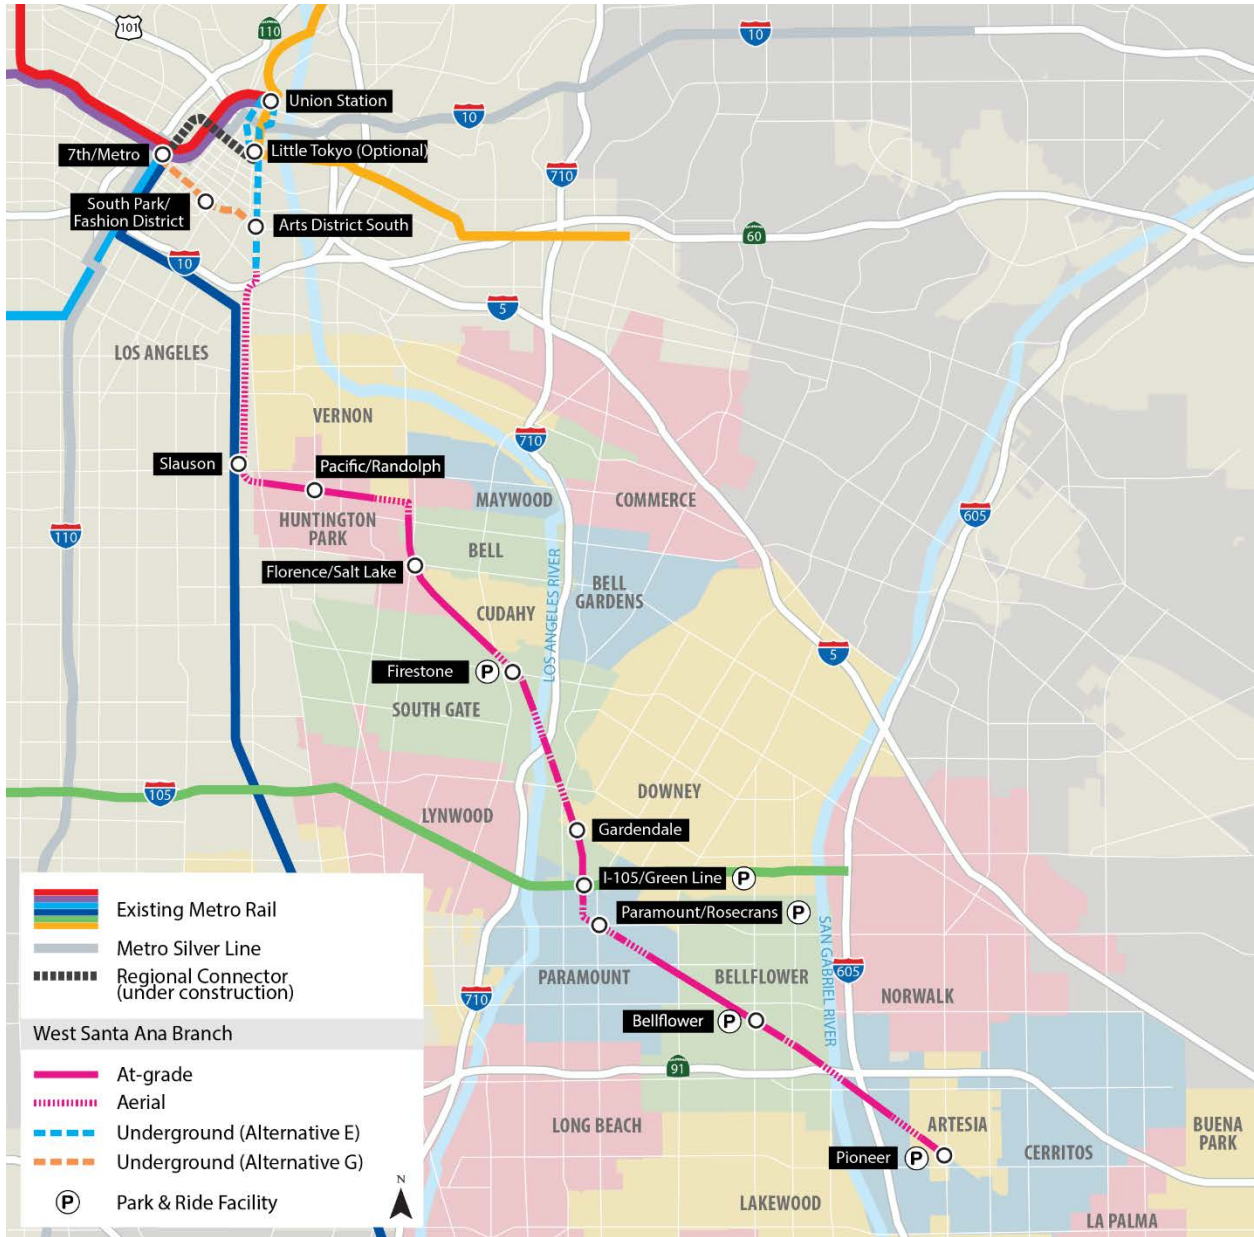 101
110
10
Union Station
10
7th/Metro
Little Tokyo (Optional)
710
South Park/
Fashion District
Arts District South
60
10
5
LOS ANGELES
VERNON
710
Slauson
Pacific/Randolph
MAYWOOD
COMMERCE
605
HUNTINGTON
PARK
110
BELL
Florence/Salt Lake
BELL
GARDENS
CUDAHY
LOS ANGELES RIVER
5
Firestone
P
SOUTH GATE
105
DOWNEY
LYNWOOD
Gardendale
I-105/Green Line
P
Paramount/Rosecrans
P
SAN GABRIEL RIVER
PARAMOUNT
BELLFLOWER
605
NORWALK
710
Bellflower
P
91
LONG BEACH
ARTESIA
BUENA
PARK
CERRITOS
Pioneer
P
LAKEWOOD
LA PALMA
Existing Metro Rail
Metro Silver Line
Regional Connector
(under construction)
West Santa Ana Branch
At-grade
Aerial
Underground (Alternative E)
Underground (Alternative G)
P
Park & Ride Facility
N